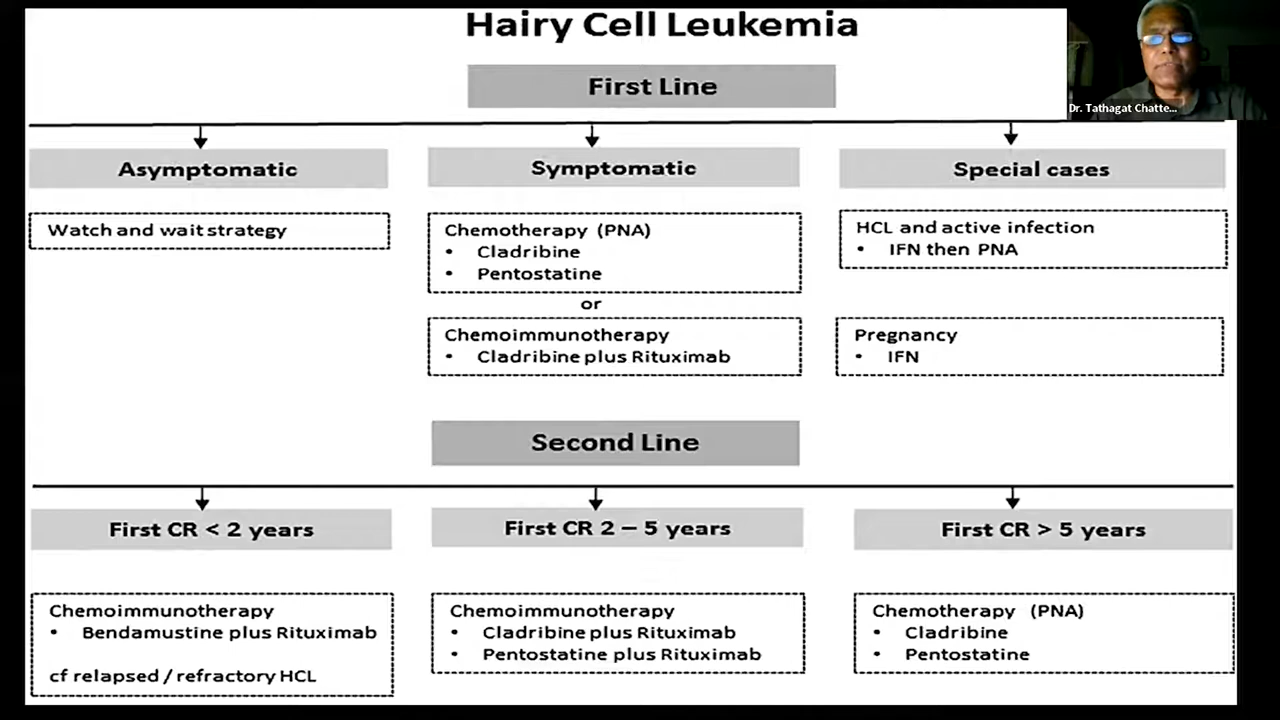 Hairy Cell Leukemia
Dr. Tathagat Chatte...
First Line
Asymptomatic
Watch and wait strategy
Symptomatic
Chemotherapy (PNA)
• Cladribine
• Pentostatine
or
Chemoimmunotherapy
• Cladribine plus Rituximab
Special cases
HCL and active infection
• IFN then PNA
Pregnancy
• IFN
Second Line
First CR < 2 years
Chemoimmunotherapy
• Bendamustine plus Rituximab
cf relapsed / refractory HCL
First CR 2 – 5 years
Chemoimmunotherapy
• Cladribine plus Rituximab
• Pentostatine plus Rituximab
First CR > 5 years
Chemotherapy (PNA)
• Cladribine
• Pentostatine